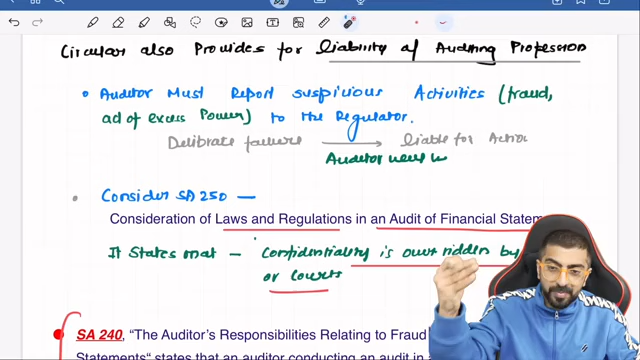 Circular also Provides for liability of Auditing Profession
• Auditor Must Report suspicious Activities (fraud,
ad of excess Power) to the Regulator.
Delibrate failure → liable for Action
Auditor need
• Consider SA 250 —
Consideration of Laws and Regulations in an Audit of Financial Statem
It States that - Confidentiality is over ridden by
or Courts
• SA 240, "The Auditor's Responsibilities Relating to Fraud
Statements" states that an auditor conducting an audit in a